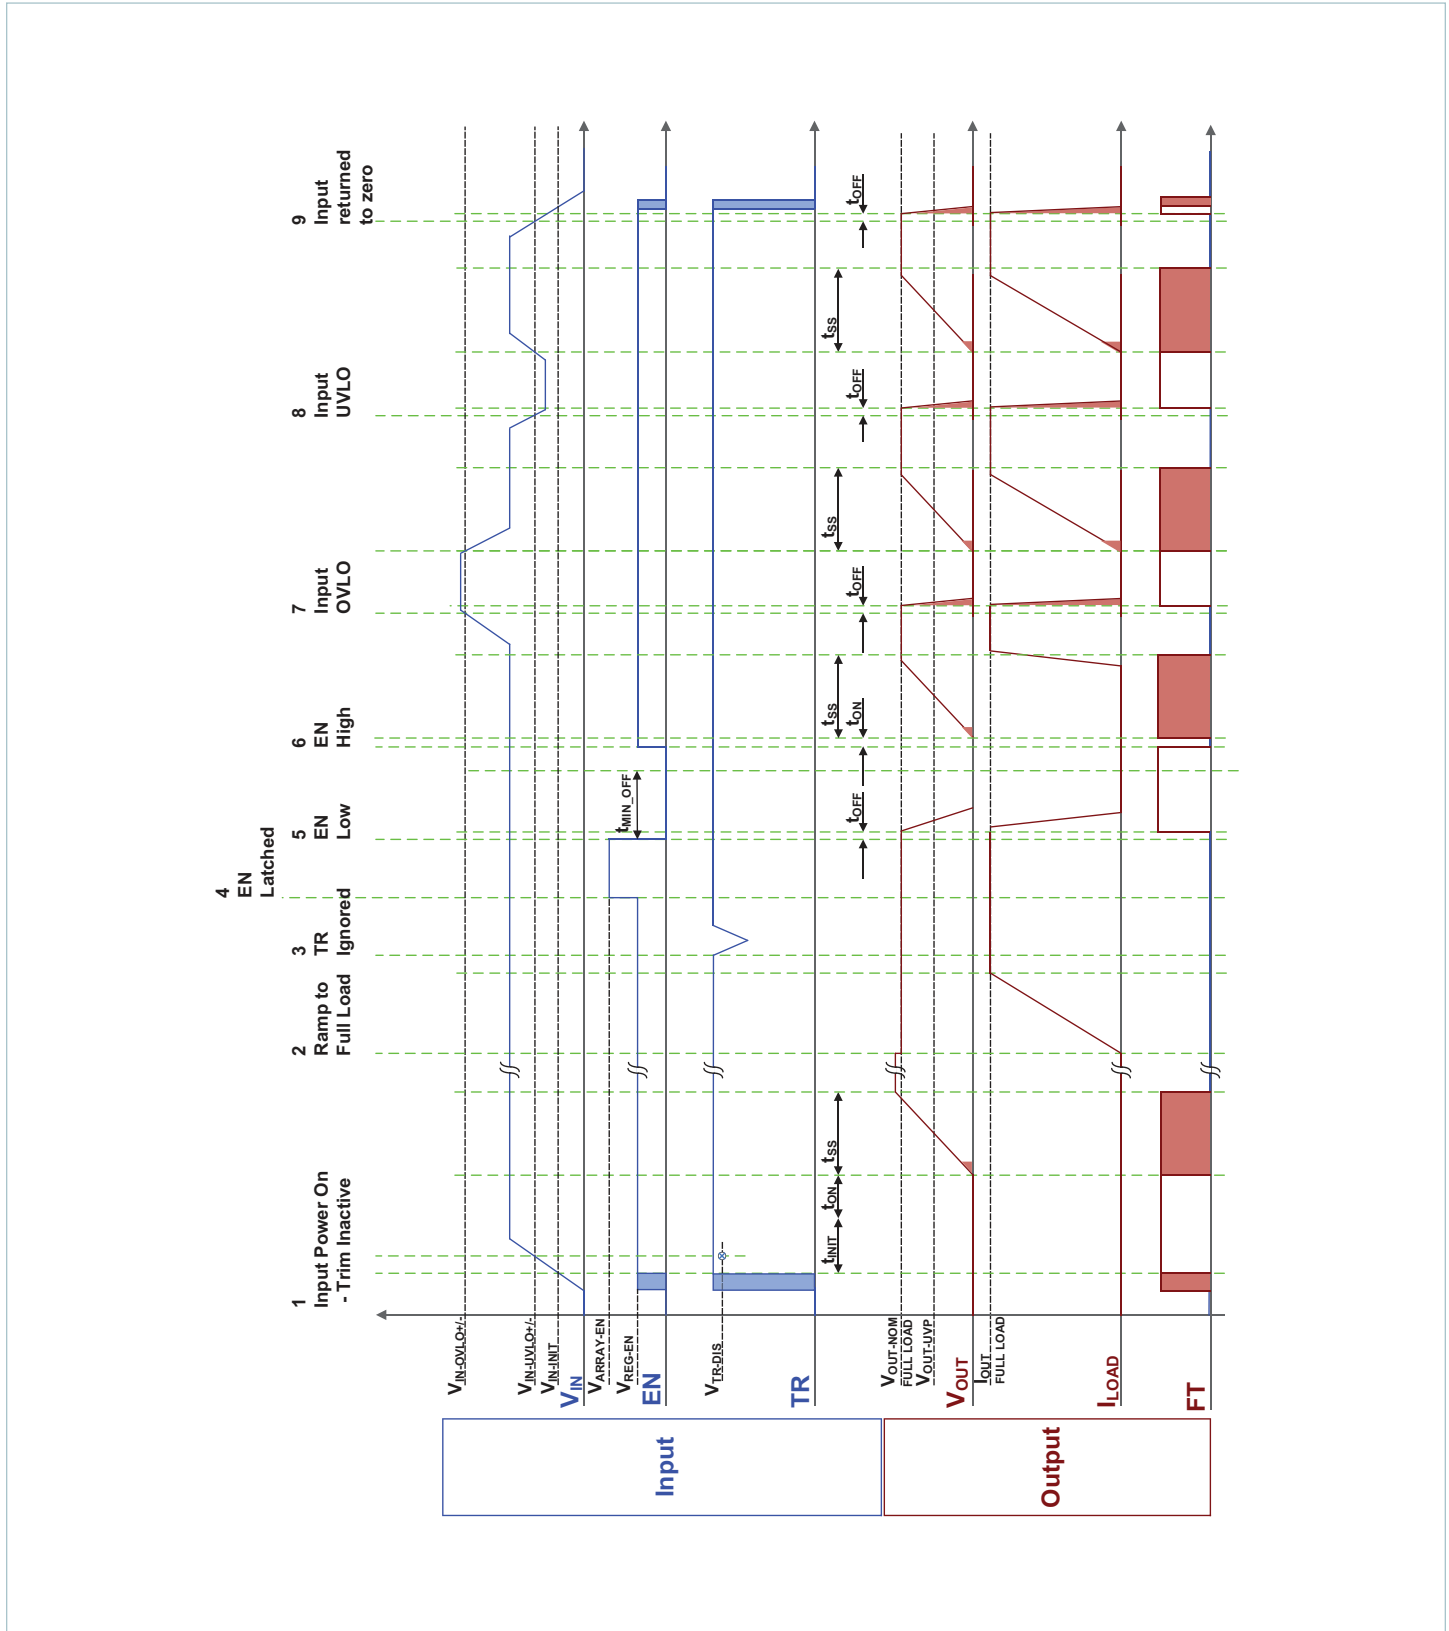 1
Input Power On
- Trim Inactive
2
Ramp to
Full Load
3
TR
Ignored
4
EN
Latched
5
EN
Low
6
EN
High
7
Input
OVLO
8
Input
UVLO
9
Input
returned
to zero
Input
VIN-OVLO+/-
VIN-UVLO+/-
VIN-INIT
VIN
VARRAY-EN
VREG-EN
EN
tMIN_OFF
VTR-DIS
TR
tINIT
tON
tSS
tOFF
tON
tSS
tOFF
tSS
tOFF
tSS
tOFF
Output
VOUT-NOM
FULL LOAD
VOUT-UVP
VOUT
IOUT
FULL LOAD
ILOAD
FT